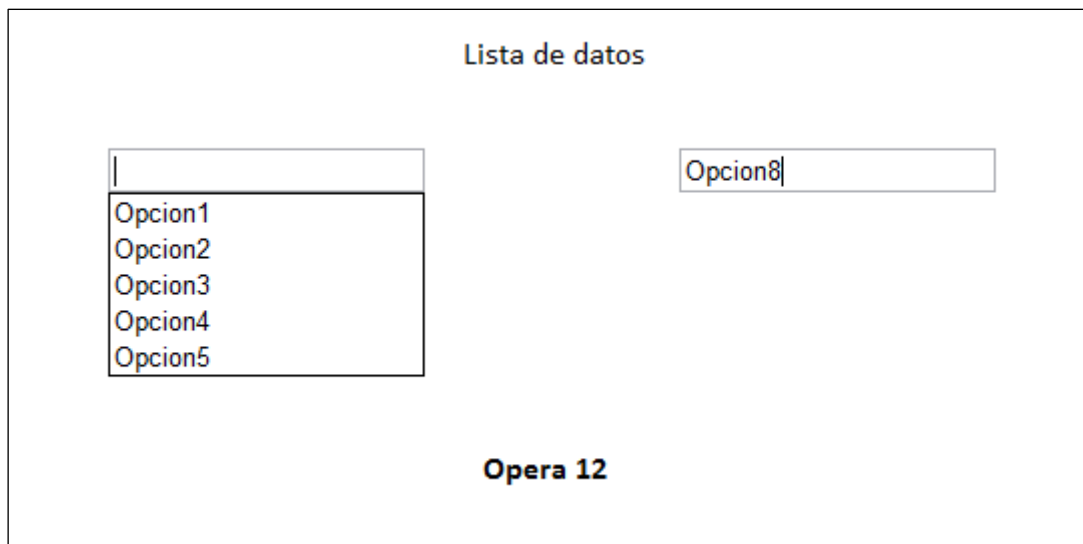 Lista de datos
Opcion8
Opcion1
Opcion2
Opcion3
Opcion4
Opcion5
Opera 12